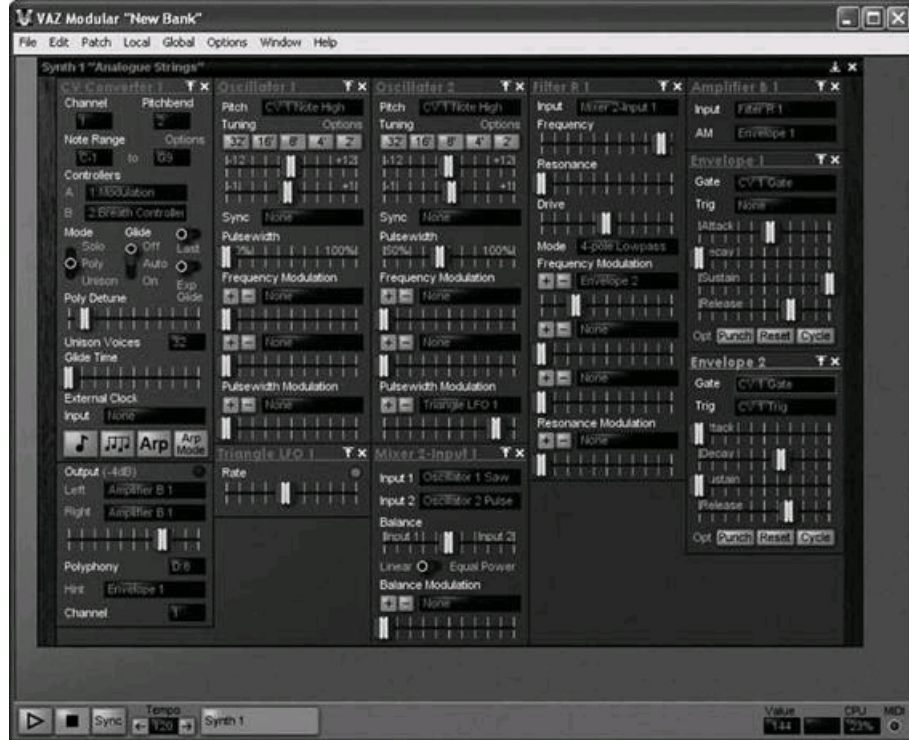 VAZ Modular "New Bank"
File Edit Patch Local Global Options Window Help
Synth 1 "Analogue Strings"
CV Converter 1
Channel Pitchbend
1 2
Note Range Options
C-1 to G9
Controllers
A 1:Modulation
B 2:Breath Controller
Mode Glide
Solo Off Last
Poly Auto
Unison On Exp Glide
Poly Detune
Unison Voices 32
Glide Time
External Clock
Input None
Arp Arp Mode
Output (-4dB)
Left Amplifier B 1
Right Amplifier B 1
Polyphony D:6
Hint Envelope 1
Channel 1
Oscillator 1
Pitch CV 1 Note High
Tuning Options
32' 16' 8' 4' 2'
-12 +12
-1 +1
Sync None
Pulsewidth
100%
Frequency Modulation
+ - None
+ - None
Pulsewidth Modulation
+ - None
Triangle LFO 1
Rate
Oscillator 2
Pitch CV 1 Note High
Tuning Options
32' 16' 8' 4' 2'
-12 +12
-1 +1
Sync None
Pulsewidth
50% 100%
Frequency Modulation
+ - None
+ - None
Pulsewidth Modulation
+ - Triangle LFO 1
Mixer 2-Input 1
Input 1 Oscillator 1 Saw
Input 2 Oscillator 2 Pulse
Balance
Input 1 Input 2
Linear Equal Power
Balance Modulation
+ - None
Filter R 1
Input Mixer 2-Input 1
Frequency
Resonance
Drive
Mode 4-pole Lowpass
Frequency Modulation
+ - Envelope 2
+ - None
+ - None
Resonance Modulation
+ - None
Amplifier B 1
Input Filter R 1
AM Envelope 1
Envelope 1
Gate CV 1 Gate
Trig None
Attack
ecay
Sustain
Release
Opt Punch Reset Cycle
Envelope 2
Gate CV 1 Gate
Trig CV 1 Trig
ttack
Decay
ustain
Release
Opt Punch Reset Cycle
Sync Tempo 120 Synth 1
Value 144 CPU 23% MIDI